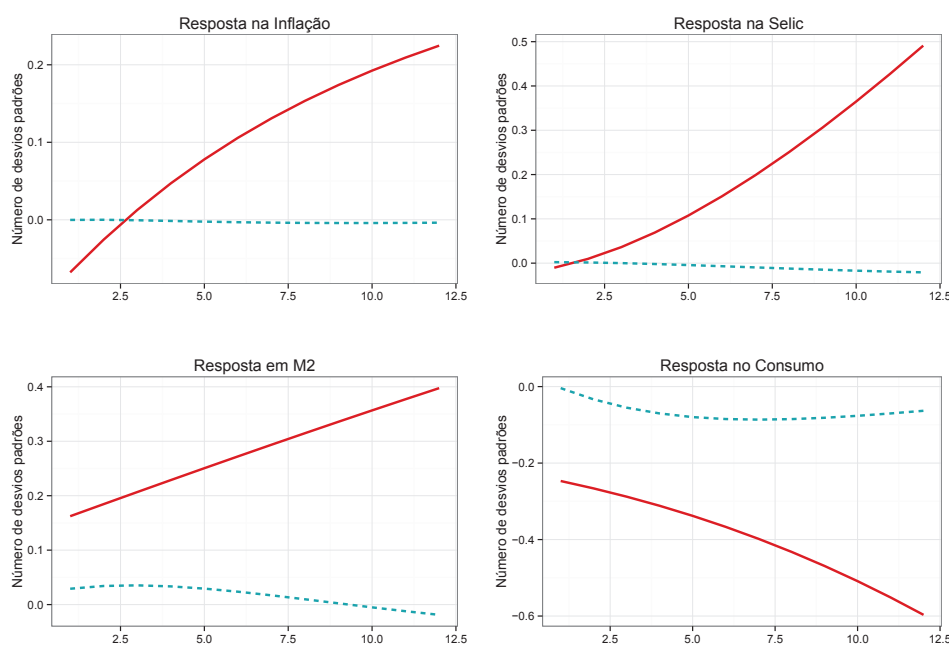 Resposta na Inflação
Número de desvios padrões
0.2
0.1
0.0
2.5 5.0 7.5 10.0 12.5
Resposta na Selic
Número de desvios padrões
0.5
0.4
0.3
0.2
0.1
0.0
2.5 5.0 7.5 10.0 12.5
Resposta em M2
Número de desvios padrões
0.4
0.3
0.2
0.1
0.0
2.5 5.0 7.5 10.0 12.5
Resposta no Consumo
Número de desvios padrões
0.0
−0.2
−0.4
−0.6
2.5 5.0 7.5 10.0 12.5